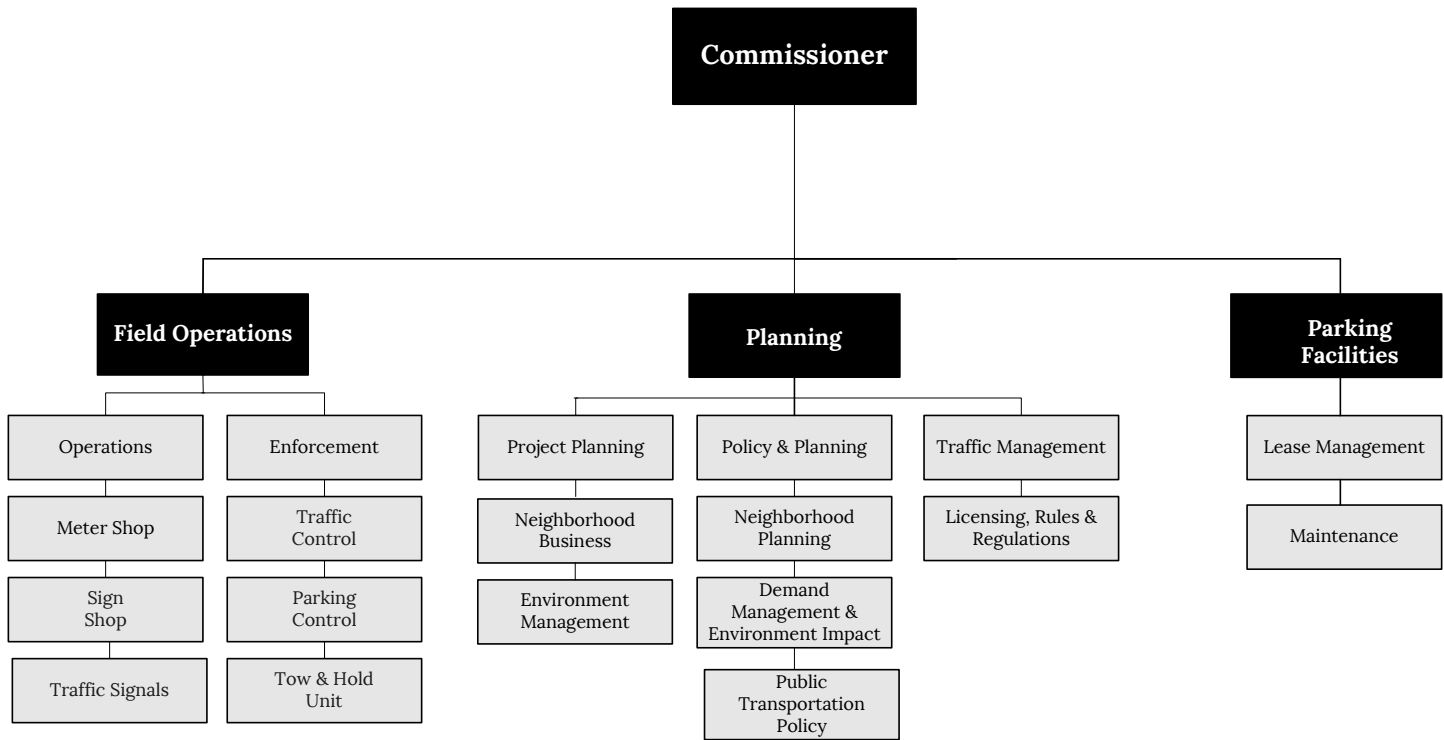 Commissioner
Field Operations
Planning
Parking
Facilities
Operations
Enforcement
Project Planning
Policy & Planning
Traffic Management
Lease Management
Meter Shop
Traffic
Control
Neighborhood
Business
Neighborhood
Planning
Licensing, Rules &
Regulations
Maintenance
Sign
Shop
Parking
Control
Environment
Management
Demand
Management &
Environment Impact
Traffic Signals
Tow & Hold
Unit
Public
Transportation
Policy